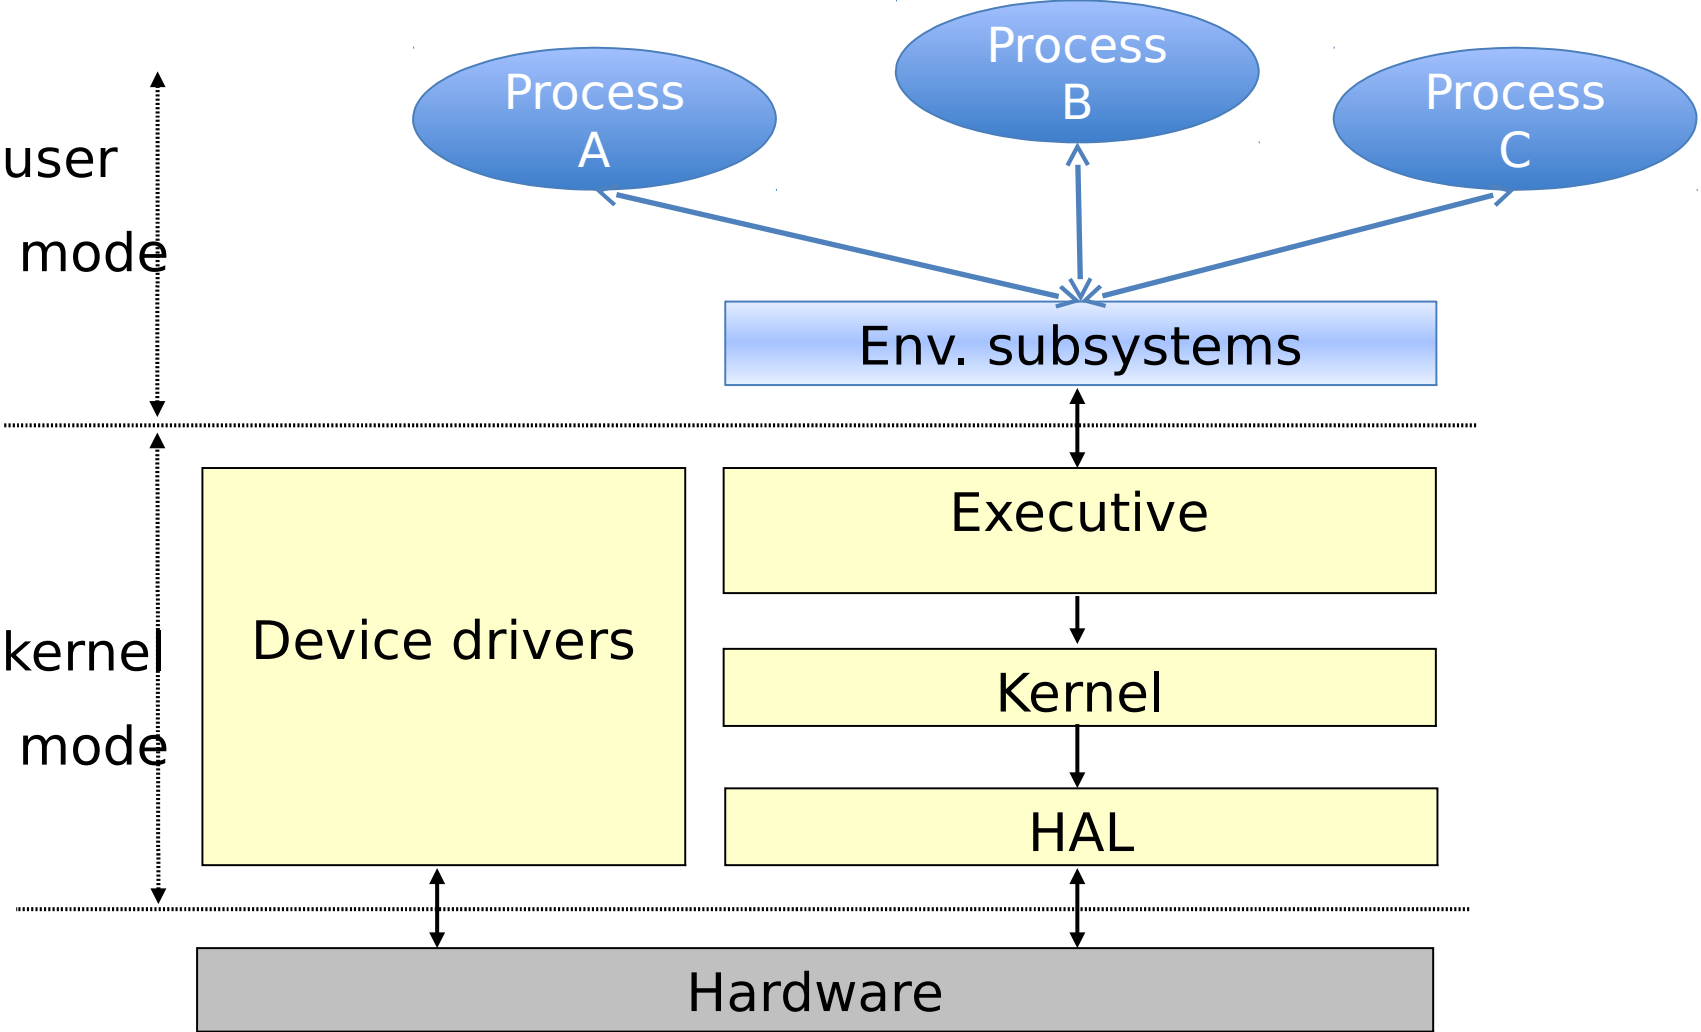 Process
A
Process
B
Process
C
user
mode
Env. subsystems
Executive
Device drivers
kernel
mode
Kernel
HAL
Hardware